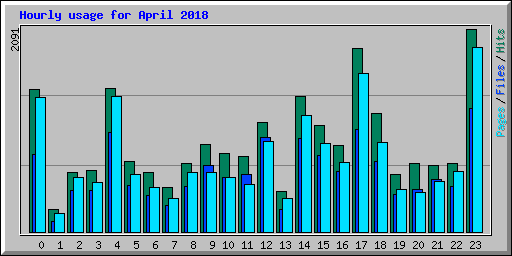 Hourly usage for April 2018
2091
Pages / Files / Hits
0 1 2 3 4 5 6 7 8 9 10 11 12 13 14 15 16 17 18 19 20 21 22 23